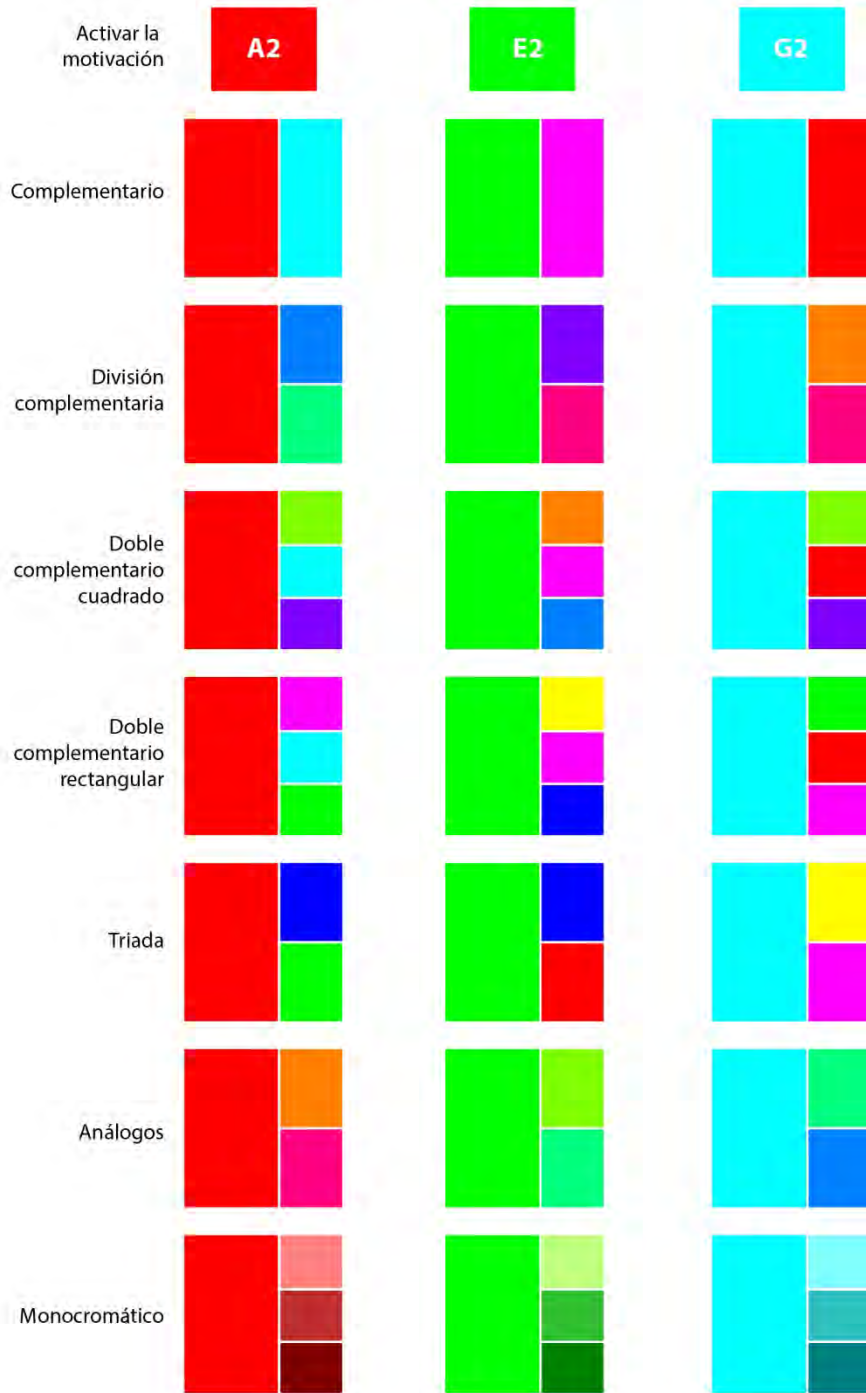 Activar la
motivación
A2
E2
G2
Complementario
División
complementaria
Doble
complementario
cuadrado
Doble
complementario
rectangular
Triada
Análogos
Monocromático